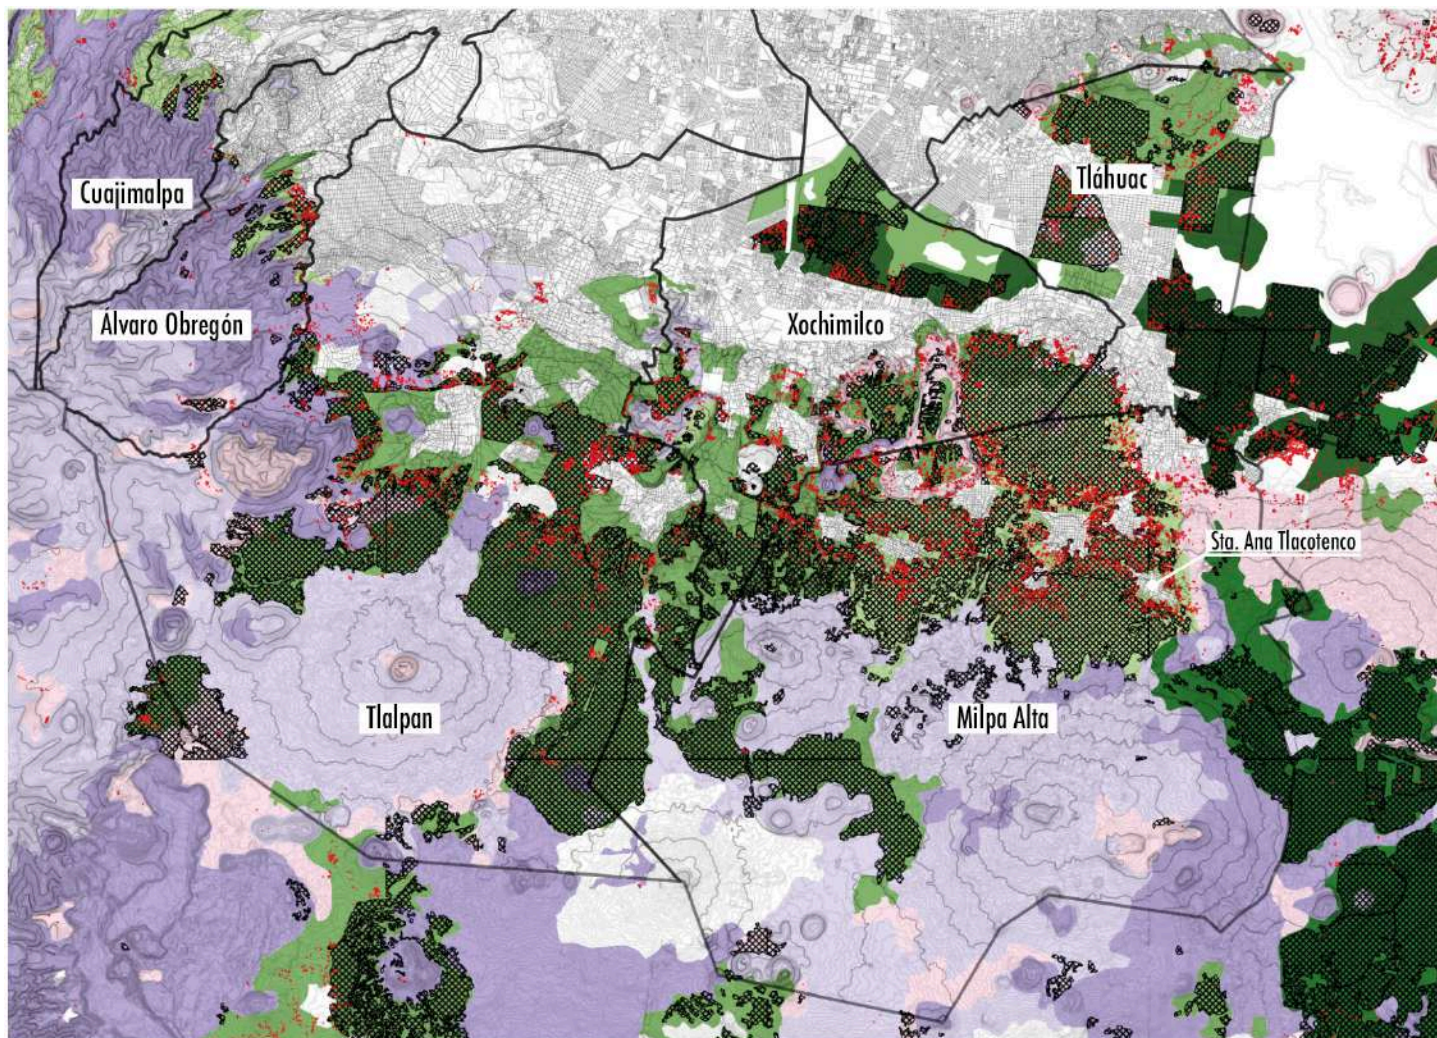 Tláhuac
Cuajimalpa
Álvaro Obregón
Xochimilco
Sta. Ana Tlacotenco
Tlalpan
Milpa Alta